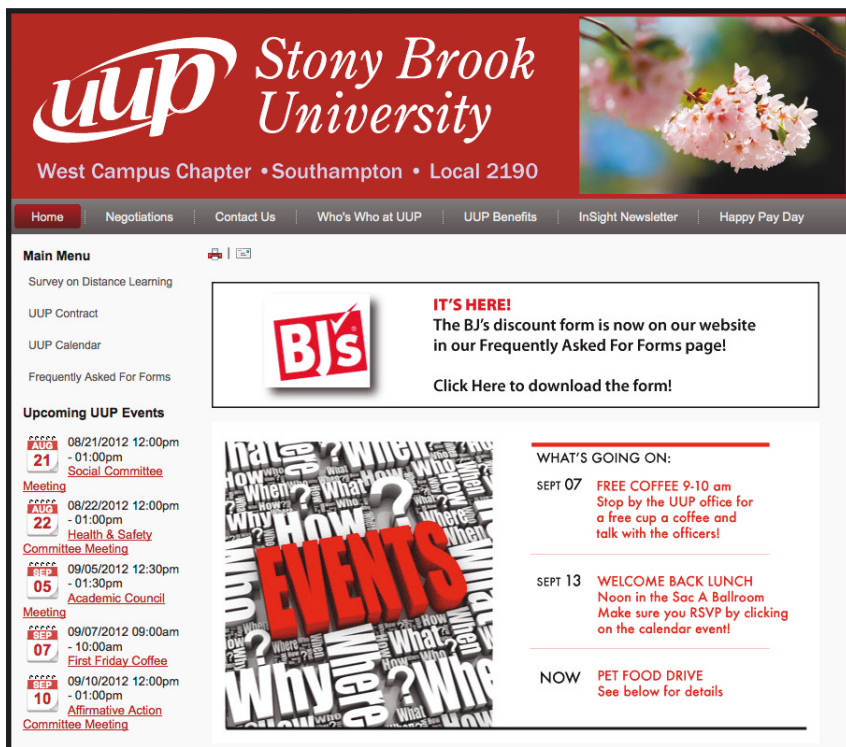 uup
Stony Brook
University
West Campus Chapter • Southampton • Local 2190
Home
Negotiations
Contact Us
Who's Who at UUP
UUP Benefits
InSight Newsletter
Happy Pay Day
Main Menu
Survey on Distance Learning
UUP Contract
UUP Calendar
Frequently Asked For Forms
Upcoming UUP Events
AUG
21
08/21/2012 12:00pm
- 01:00pm
Social Committee
Meeting
AUG
22
08/22/2012 12:00pm
- 01:00pm
Health & Safety
Committee Meeting
SEP
05
09/05/2012 12:30pm
- 01:30pm
Academic Council
Meeting
SEP
07
09/07/2012 09:00am
- 10:00am
First Friday Coffee
SEP
10
09/10/2012 12:00pm
- 01:00pm
Affirmative Action
Committee Meeting
BJ's
IT'S HERE!
The BJ's discount form is now on our website
in our Frequently Asked For Forms page!
Click Here to download the form!
EVENTS
WHAT'S GOING ON:
SEPT 07
FREE COFFEE 9-10 am
Stop by the UUP office for
a free cup a coffee and
talk with the officers!
SEPT 13
WELCOME BACK LUNCH
Noon in the Sac A Ballroom
Make sure you RSVP by clicking
on the calendar event!
NOW
PET FOOD DRIVE
See below for details